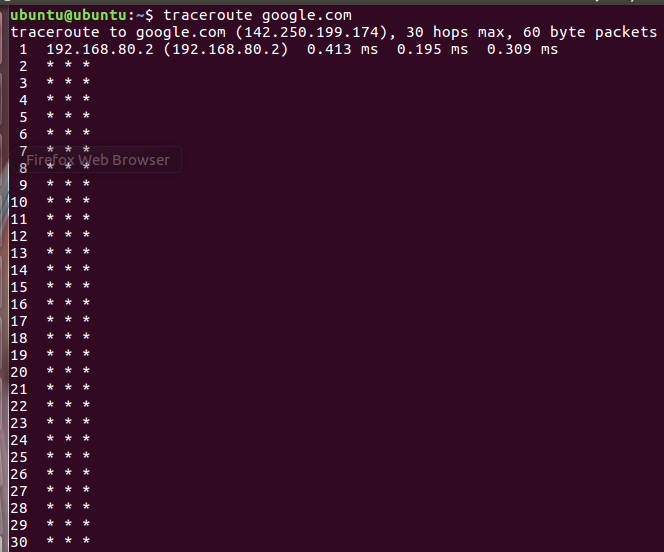 ubuntu@ubuntu:~$ traceroute google.com
traceroute to google.com (142.250.199.174), 30 hops max, 60 byte packets
1 192.168.80.2 (192.168.80.2) 0.413 ms 0.195 ms 0.309 ms
2 * * *
3 * * *
4 * * *
5 * * *
6 * * *
7 * * *
Firefox Web Browser
8 * * *
9 * * *
10 * * *
11 * * *
12 * * *
13 * * *
14 * * *
15 * * *
16 * * *
17 * * *
18 * * *
19 * * *
20 * * *
21 * * *
22 * * *
23 * * *
24 * * *
25 * * *
26 * * *
27 * * *
28 * * *
29 * * *
30 * * *